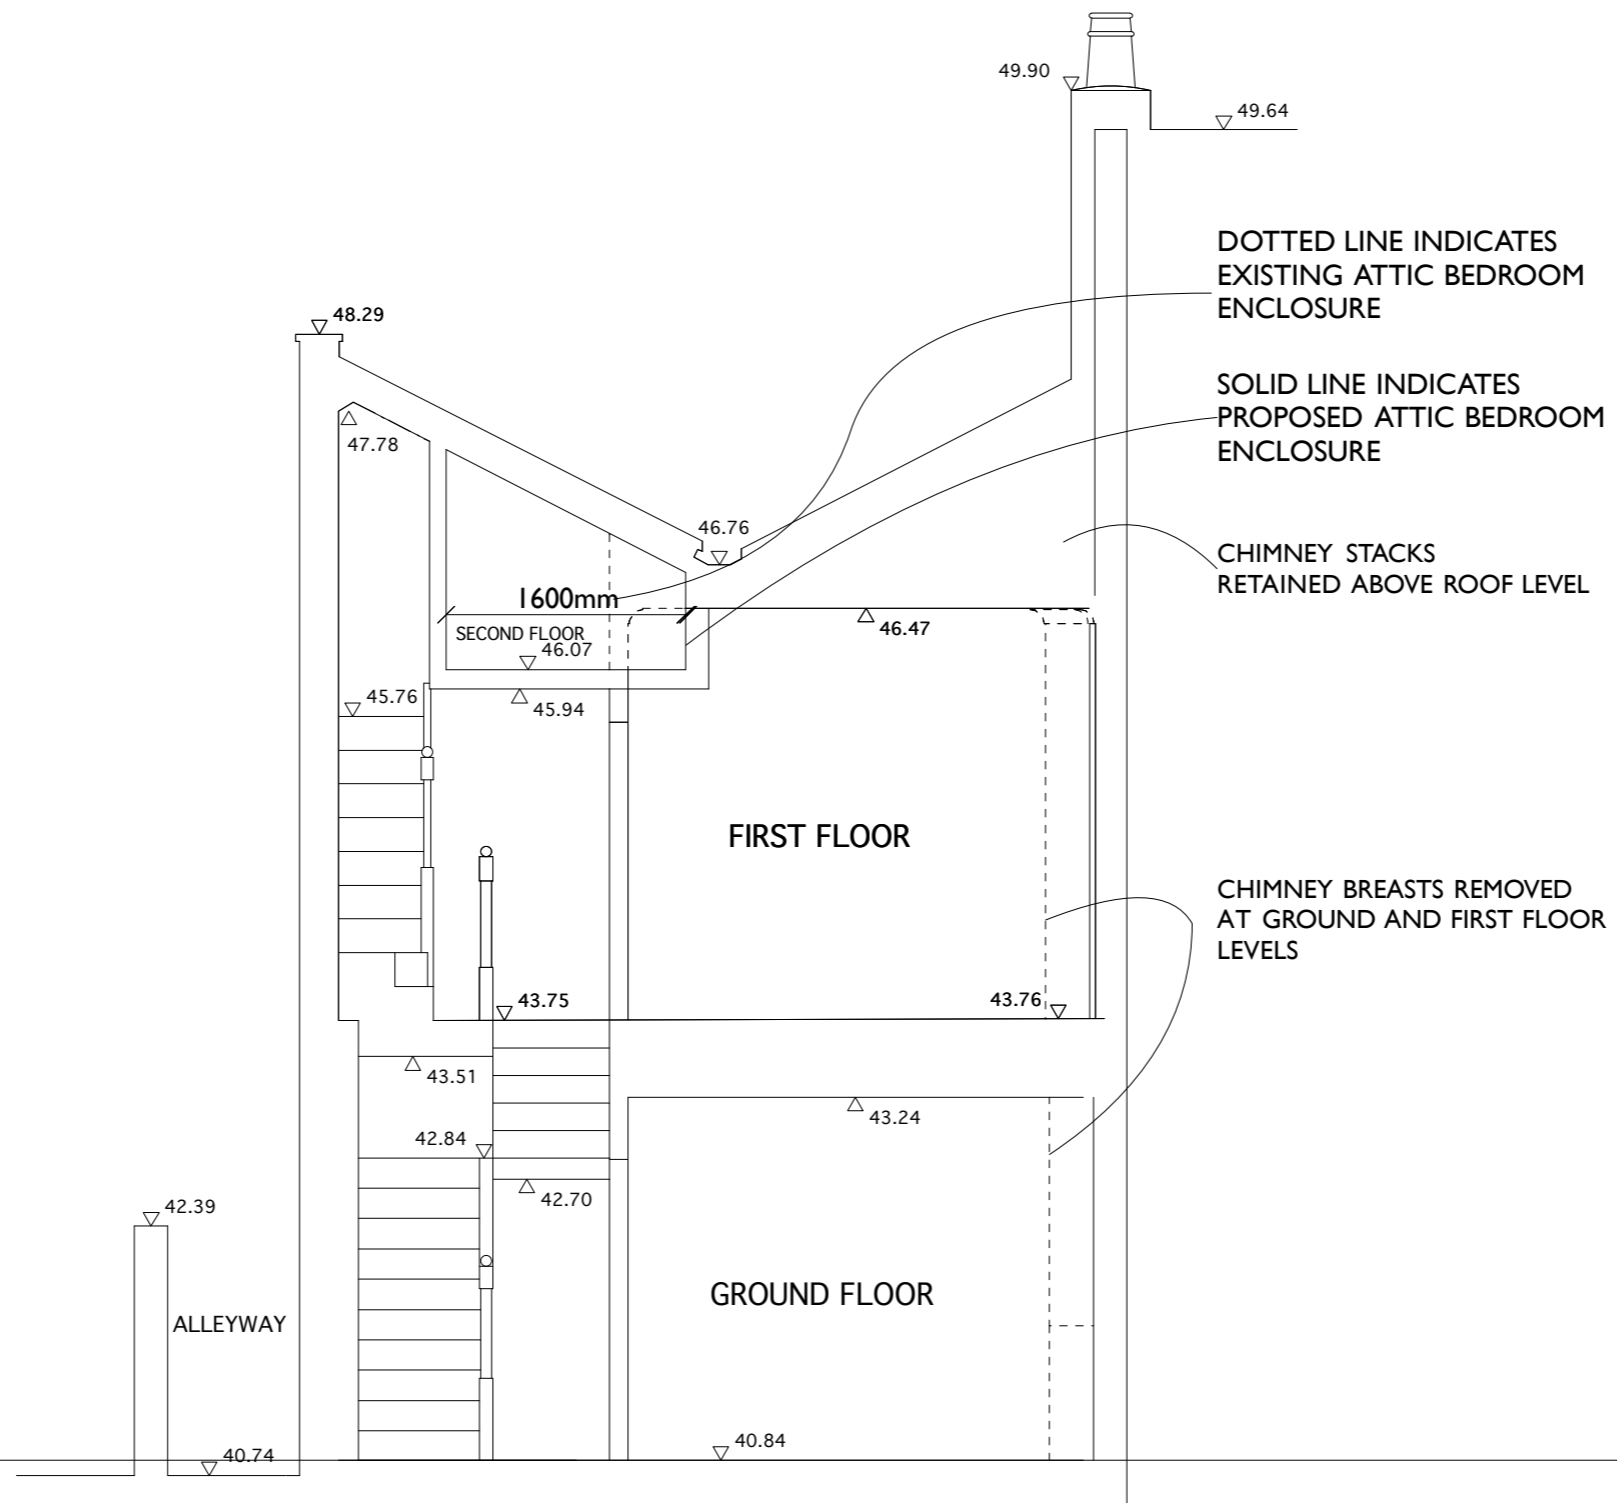 49.90
49.64
DOTTED LINE INDICATES
EXISTING ATTIC BEDROOM
ENCLOSURE
48.29
SOLID LINE INDICATES
PROPOSED ATTIC BEDROOM
ENCLOSURE
47.78
46.76
CHIMNEY STACKS
RETAINED ABOVE ROOF LEVEL
1600mm
SECOND FLOOR
46.07
46.47
45.76
45.94
FIRST FLOOR
CHIMNEY BREASTS REMOVED
AT GROUND AND FIRST FLOOR
LEVELS
43.75
43.76
43.51
43.24
42.84
42.70
42.39
GROUND FLOOR
ALLEYWAY
40.84
40.74